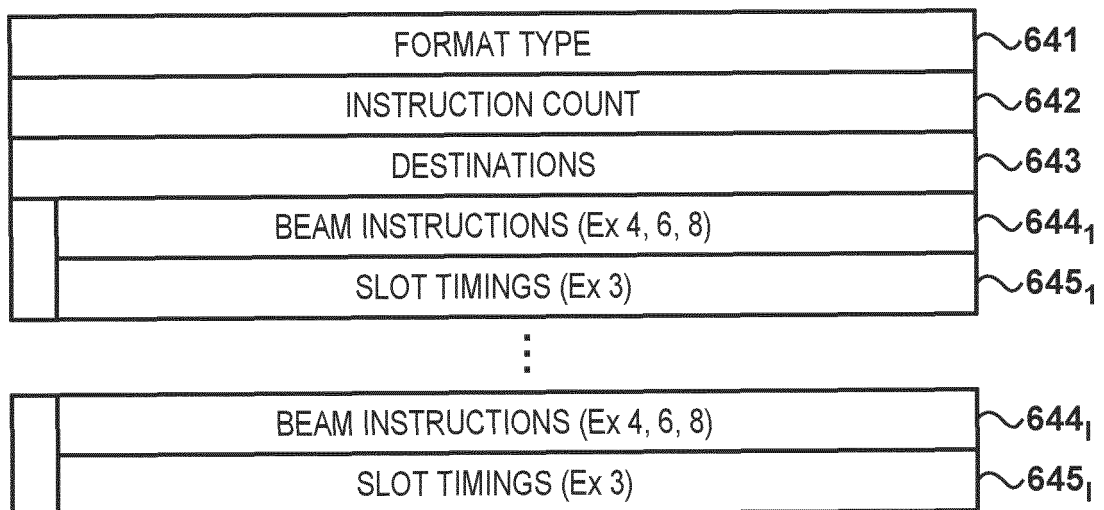 FORMAT TYPE 641
INSTRUCTION COUNT 642
DESTINATIONS 643
BEAM INSTRUCTIONS (Ex 4, 6, 8) 644₁
SLOT TIMINGS (Ex 3) 645₁
⋮
BEAM INSTRUCTIONS (Ex 4, 6, 8) 644ₗ
SLOT TIMINGS (Ex 3) 645ₗ